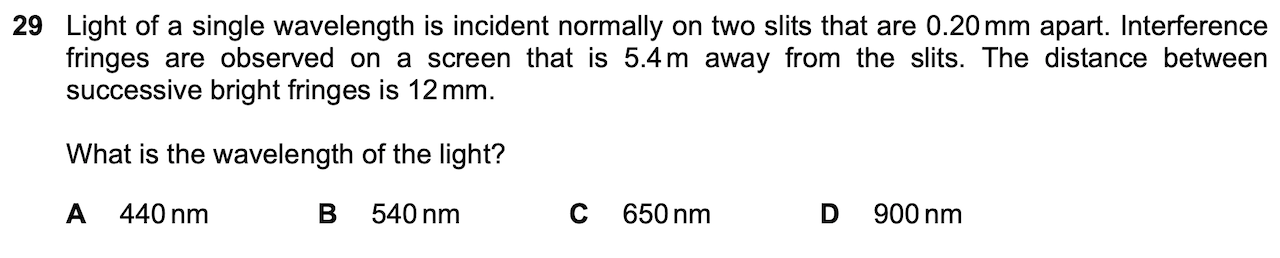 29 Light of a single wavelength is incident normally on two slits that are 0.20 mm apart. Interference
fringes are observed on a screen that is 5.4 m away from the slits. The distance between
successive bright fringes is 12 mm.
What is the wavelength of the light?
A 440 nm B 540 nm C 650 nm D 900 nm